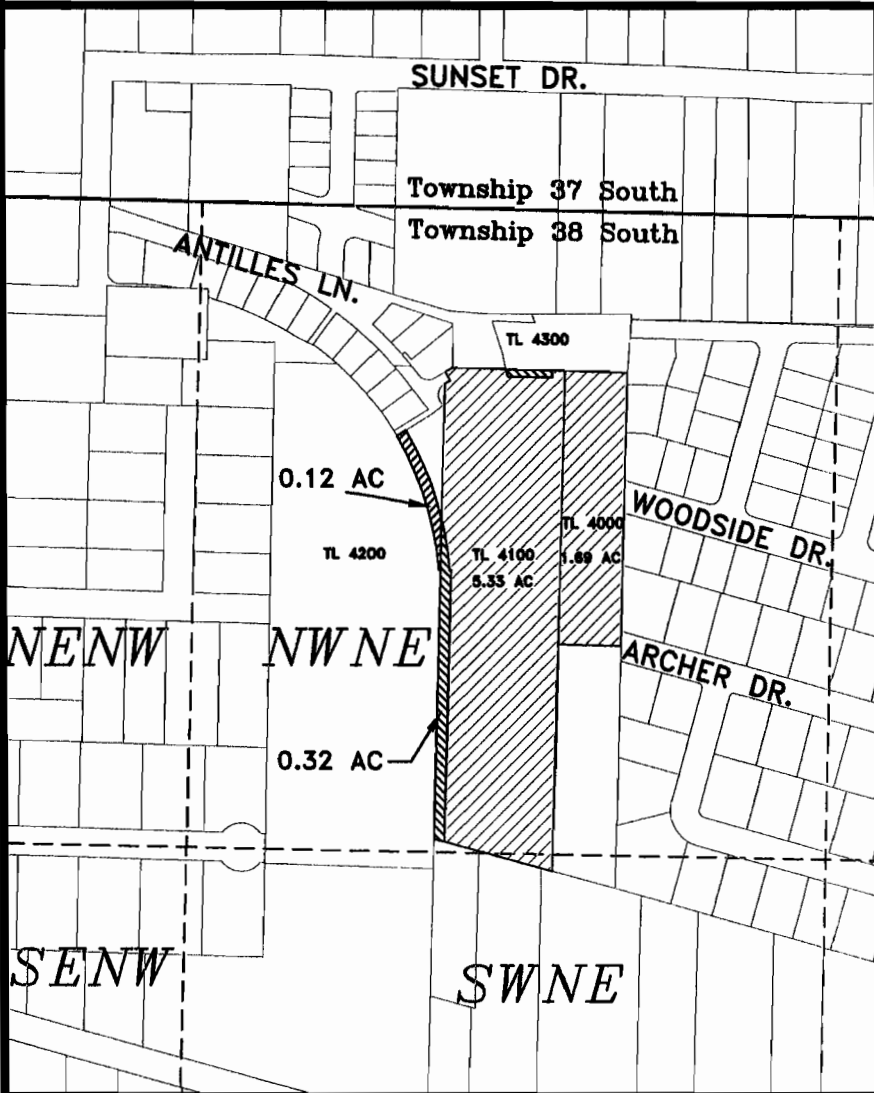 SUNSET DR.
Township 37 South
Township 38 South
ANTILLES LN.
TL 4300
0.12 AC
WOODSIDE DR.
TL 4000
1.69 AC
TL 4200
TL 4100
5.33 AC
NENW
NWNE
ARCHER DR.
0.32 AC
SENW
SWNE